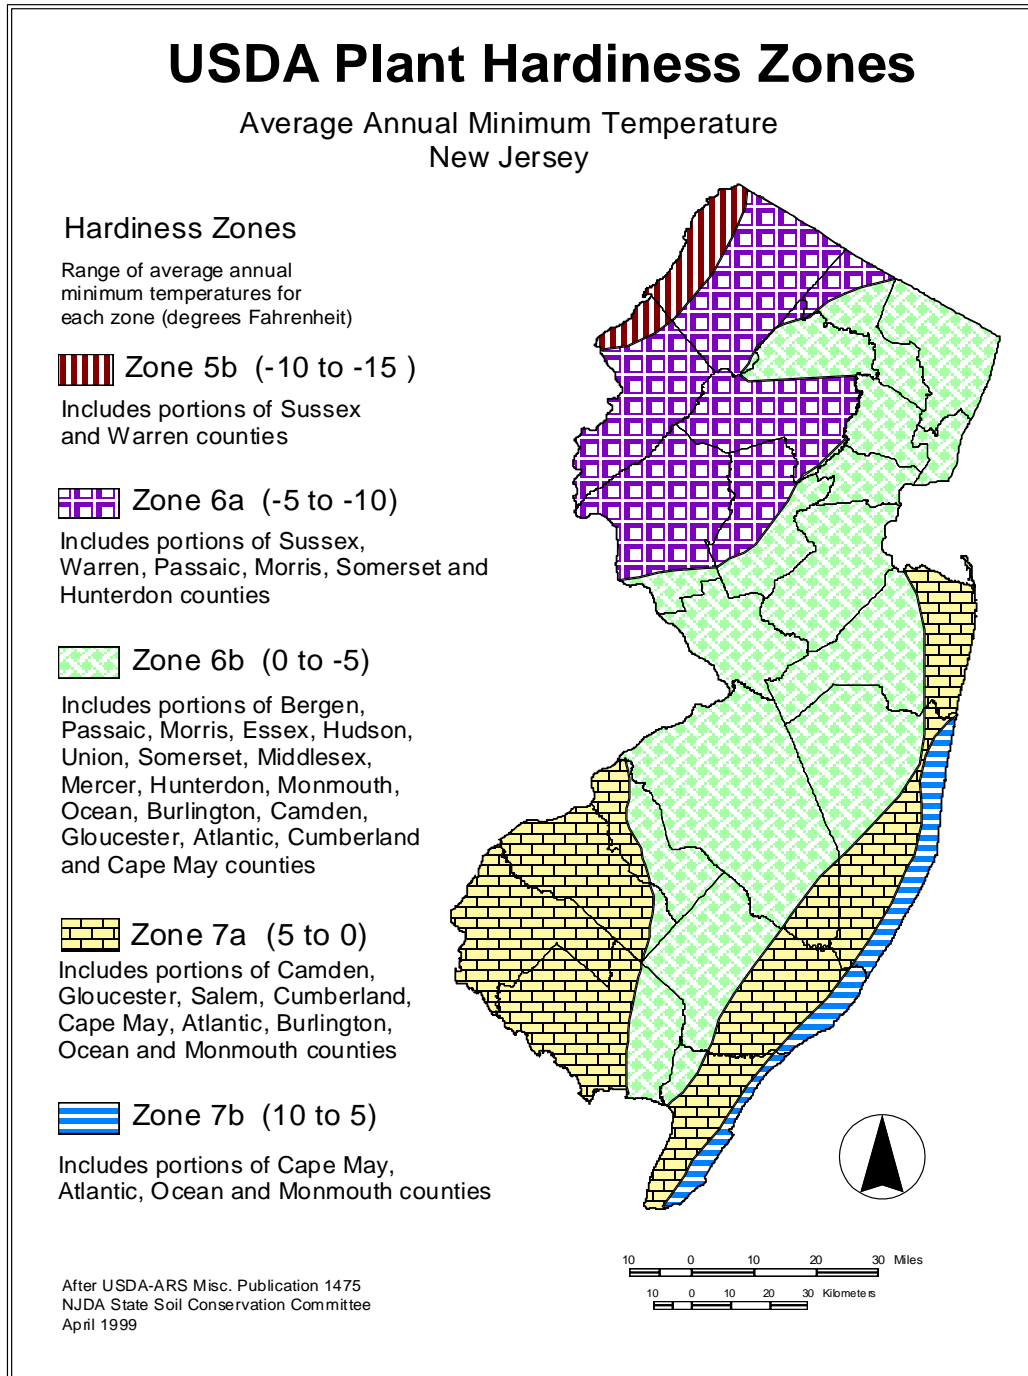 USDA Plant Hardiness Zones
Average Annual Minimum Temperature
New Jersey
Hardiness Zones
Range of average annual
minimum temperatures for
each zone (degrees Fahrenheit)
Zone 5b (-10 to -15 )
Includes portions of Sussex
and Warren counties
Zone 6a (-5 to -10)
Includes portions of Sussex,
Warren, Passaic, Morris, Somerset and
Hunterdon counties
Zone 6b (0 to -5)
Includes portions of Bergen,
Passaic, Morris, Essex, Hudson,
Union, Somerset, Middlesex,
Mercer, Hunterdon, Monmouth,
Ocean, Burlington, Camden,
Gloucester, Atlantic, Cumberland
and Cape May counties
Zone 7a (5 to 0)
Includes portions of Camden,
Gloucester, Salem, Cumberland,
Cape May, Atlantic, Burlington,
Ocean and Monmouth counties
Zone 7b (10 to 5)
Includes portions of Cape May,
Atlantic, Ocean and Monmouth counties
10 0 10 20 30 Miles
10 0 10 20 30 Kilometers
After USDA-ARS Misc. Publication 1475
NJDA State Soil Conservation Committee
April 1999